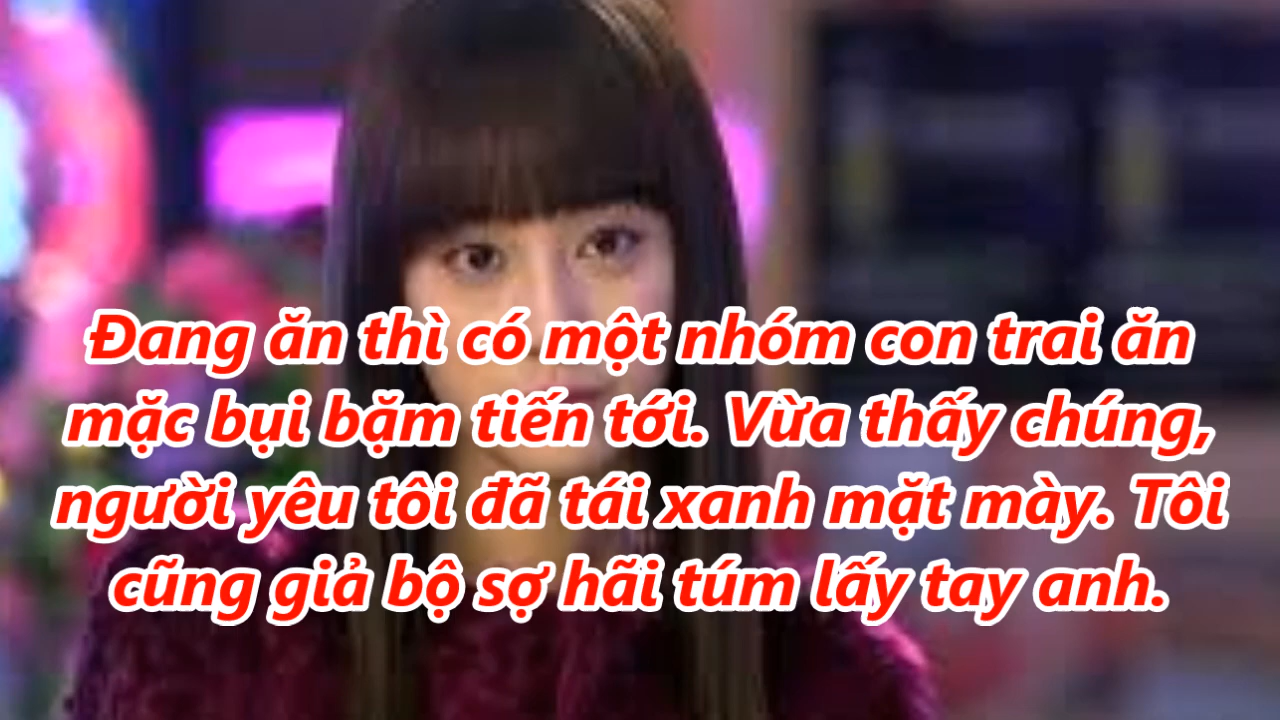 Đang ăn thì có một nhóm con trai ăn
mặc bụi bặm tiến tới. Vừa thấy chúng,
người yêu tôi đã tái xanh mặt mày. Tôi
cũng giả bộ sợ hãi túm lấy tay anh.